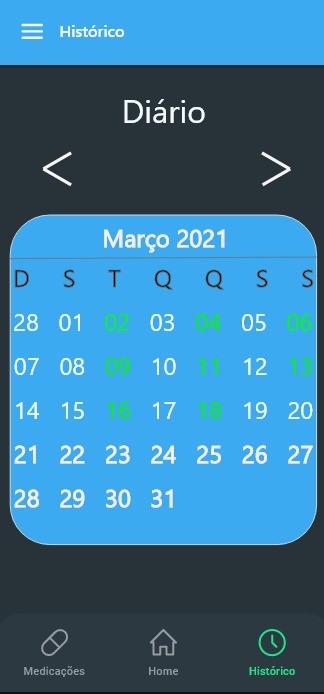 Histórico
Diário
< >
Março 2021
D S T Q Q S S
28 01 02 03 04 05 06
07 08 09 10 11 12 13
14 15 16 17 18 19 20
21 22 23 24 25 26 27
28 29 30 31
Medicações Home Histórico